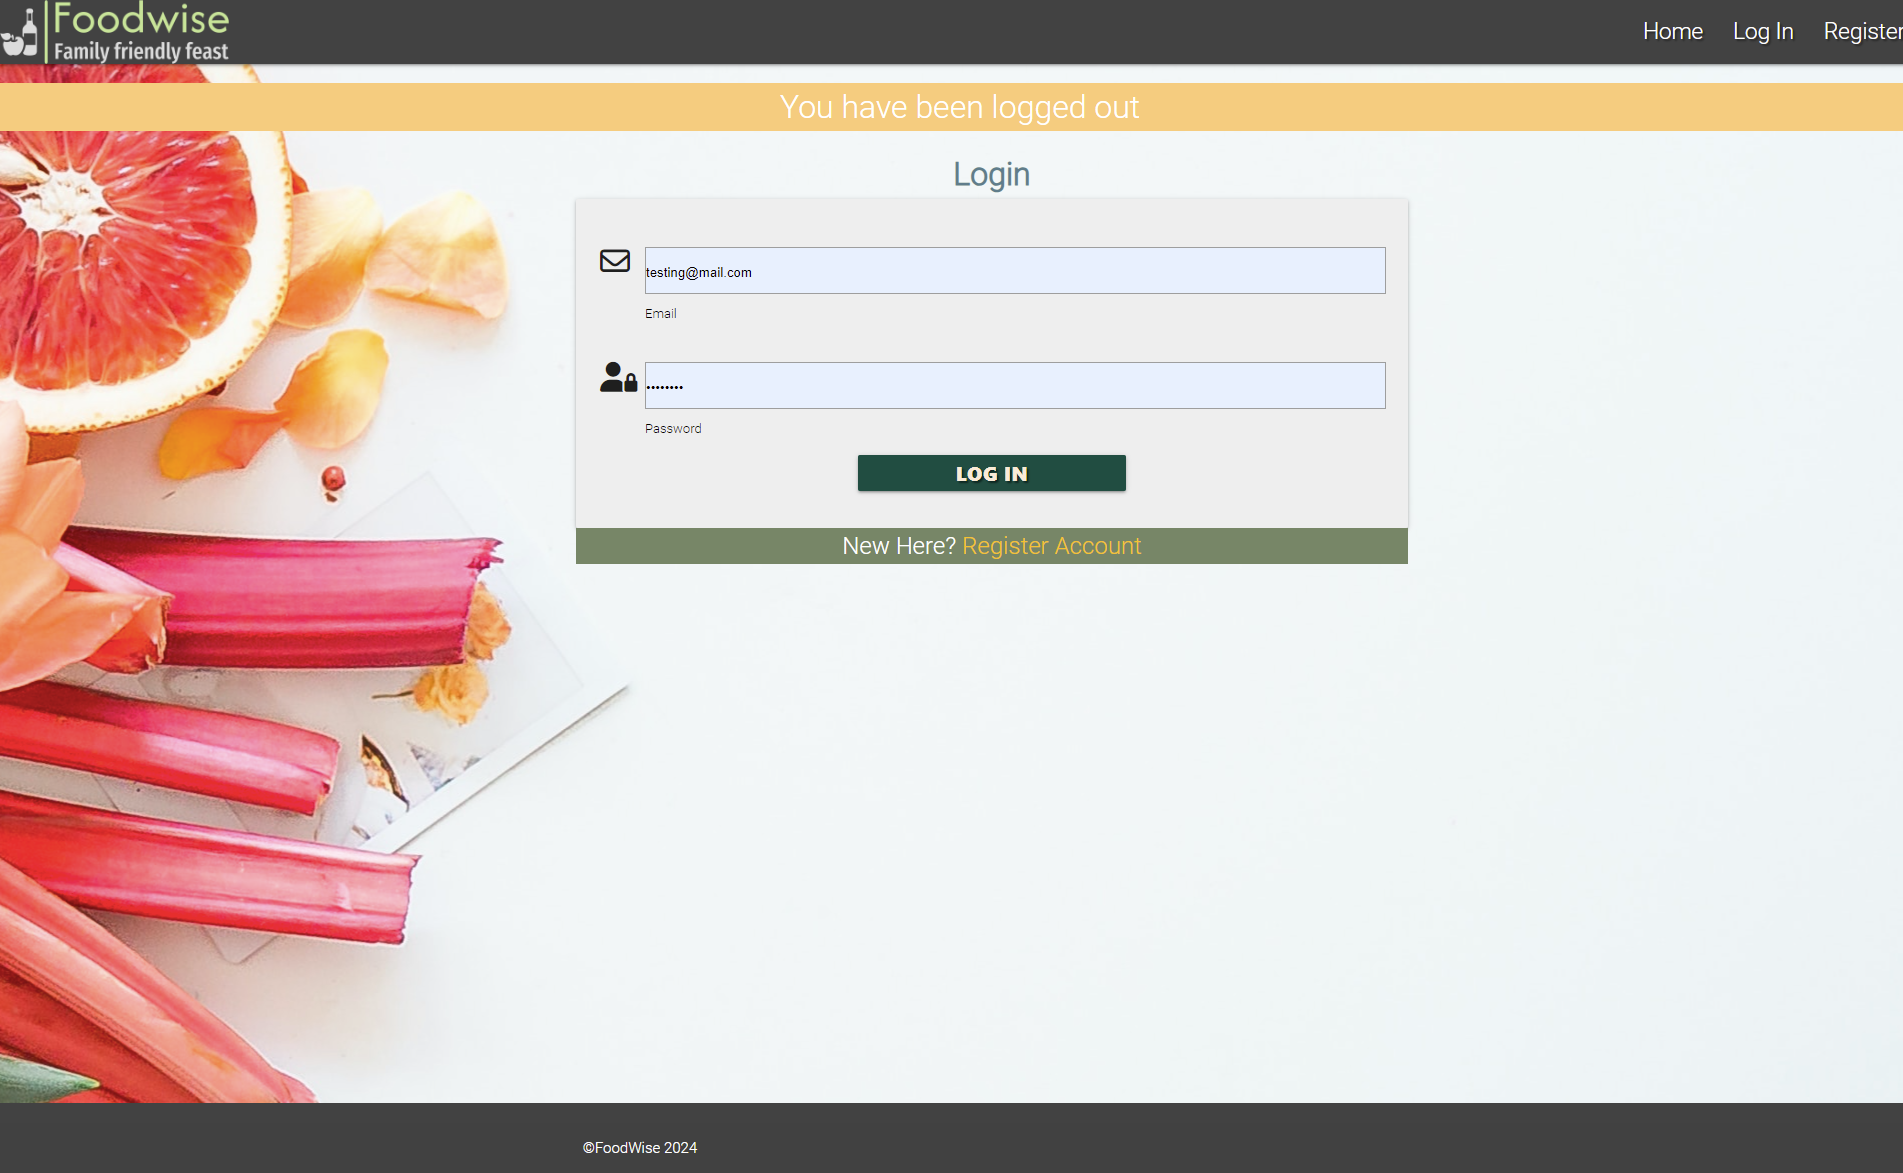 Foodwise
Family friendly feast
Home Log In Register
You have been logged out
Login
testing@mail.com
Email
Password
LOG IN
New Here? Register Account
©FoodWise 2024